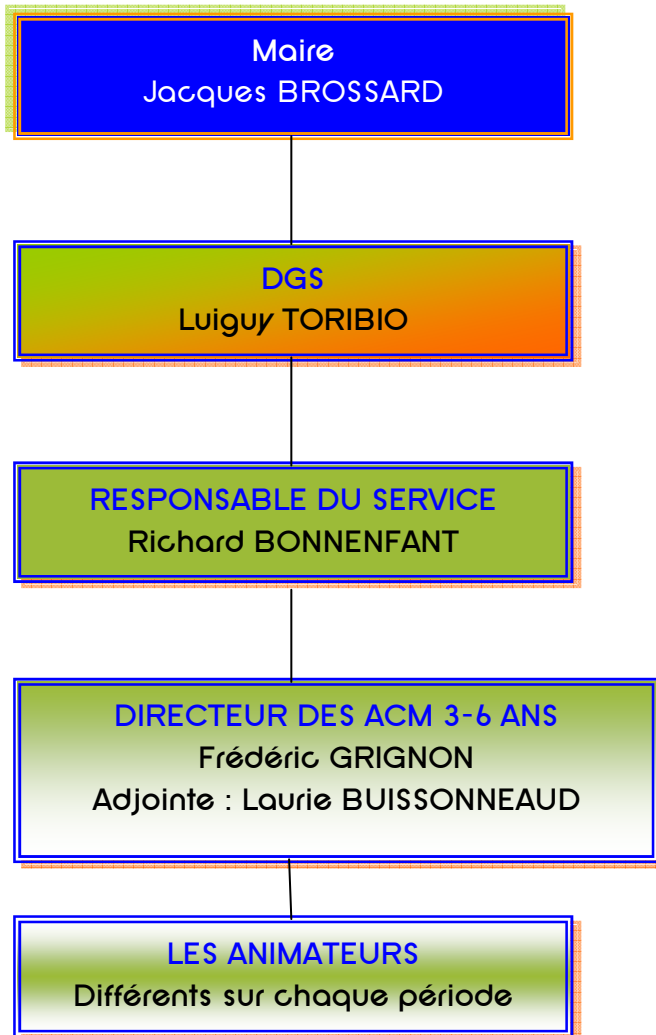 Maire
Jacques BROSSARD
DGS
Luiguy TORIBIO
RESPONSABLE DU SERVICE
Richard BONNENFANT
DIRECTEUR DES ACM 3-6 ANS
Frédéric GRIGNON
Adjointe : Laurie BUISSONNEAUD
LES ANIMATEURS
Différents sur chaque période